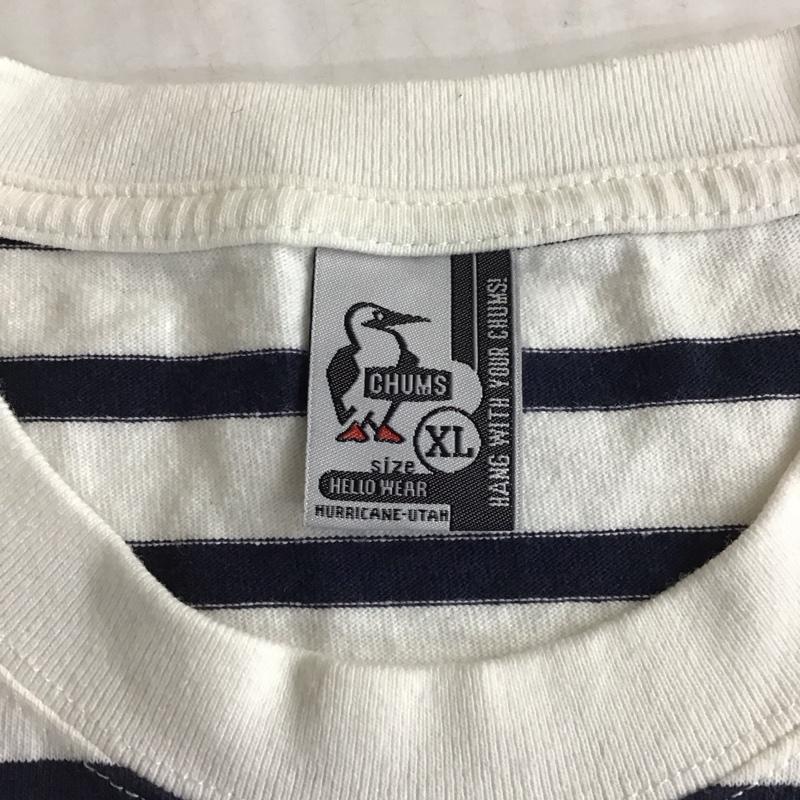 CHUMS
XL
size
HELLO WEAR
HURRICANE-UTAH
HANG WITH YOUR CHUMS!